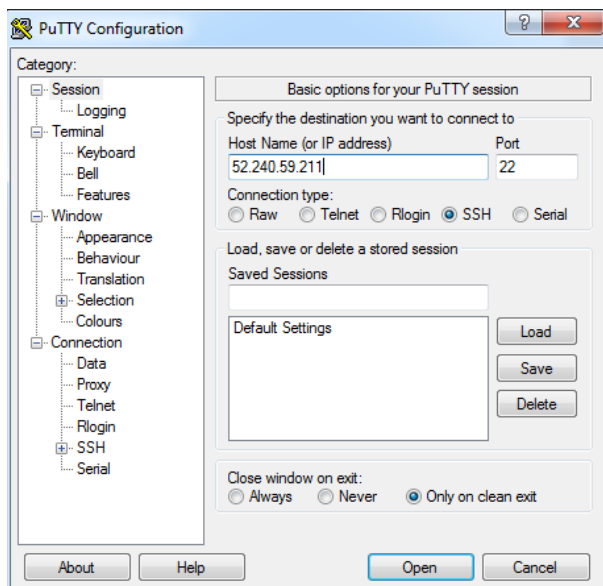 PuTTY Configuration
Category:
Session
Logging
Terminal
Keyboard
Bell
Features
Window
Appearance
Behaviour
Translation
Selection
Colours
Connection
Data
Proxy
Telnet
Rlogin
SSH
Serial
Basic options for your PuTTY session
Specify the destination you want to connect to
Host Name (or IP address) Port
52.240.59.211 22
Connection type:
Raw Telnet Rlogin SSH Serial
Load, save or delete a stored session
Saved Sessions
Default Settings
Load
Save
Delete
Close window on exit:
Always Never Only on clean exit
About Help Open Cancel